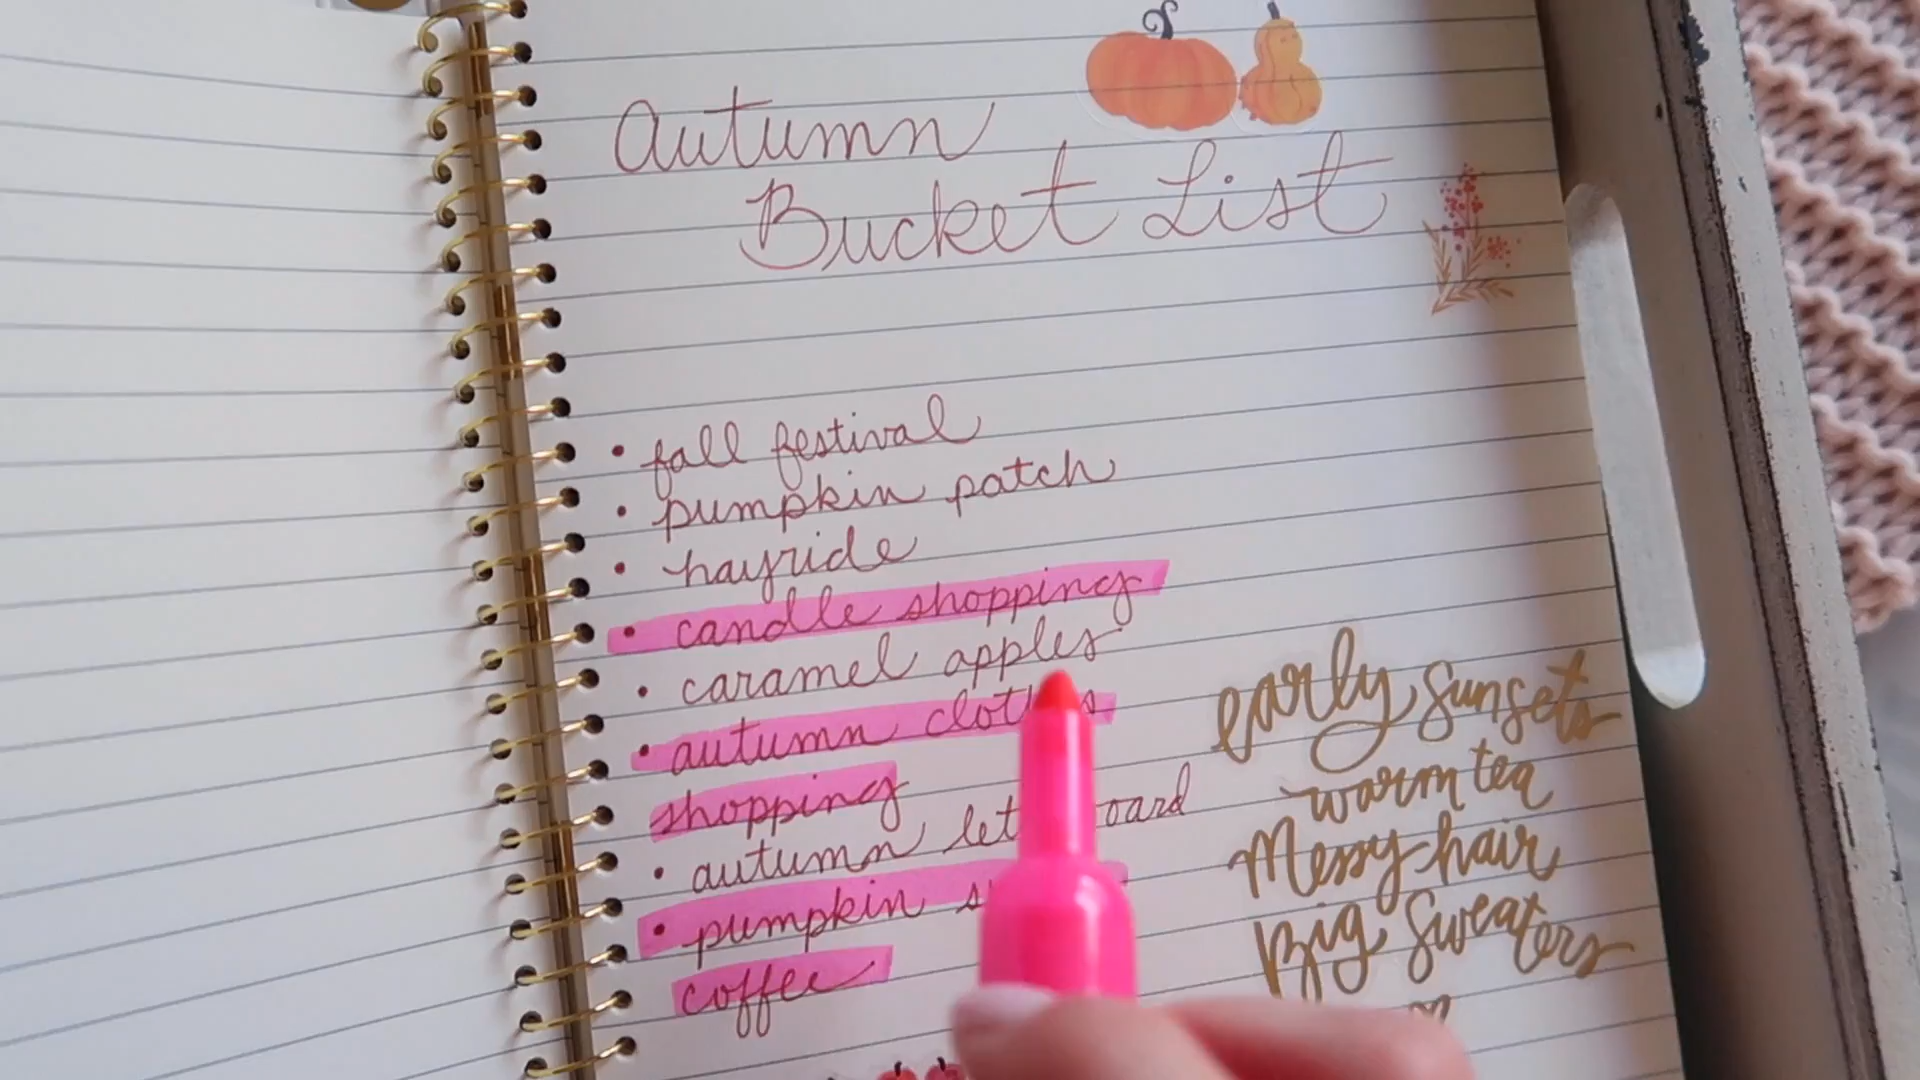 Autumn
Bucket List
• fall festival
• pumpkin patch
• hayride
• candle shopping
• caramel apples
• autumn clothes
shopping
• autumn
• pumpkin
coffee
early sunsets
warm tea
Messy hair
Big Sweaters